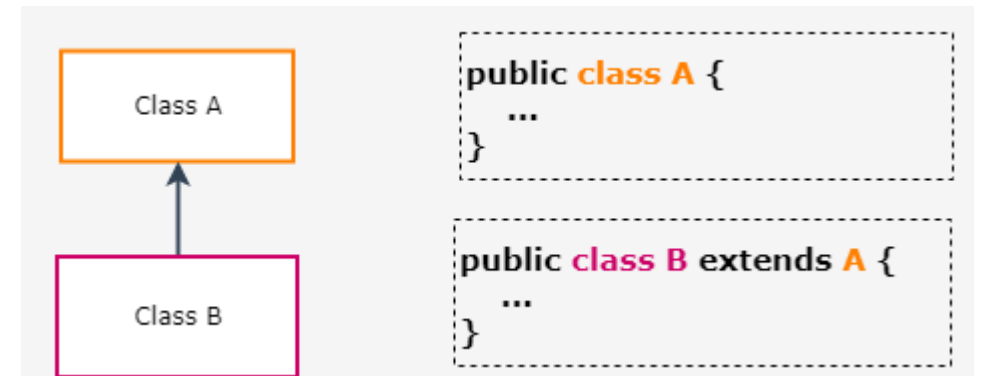 Class A
public class A {
...
}
Class B
public class B extends A {
...
}